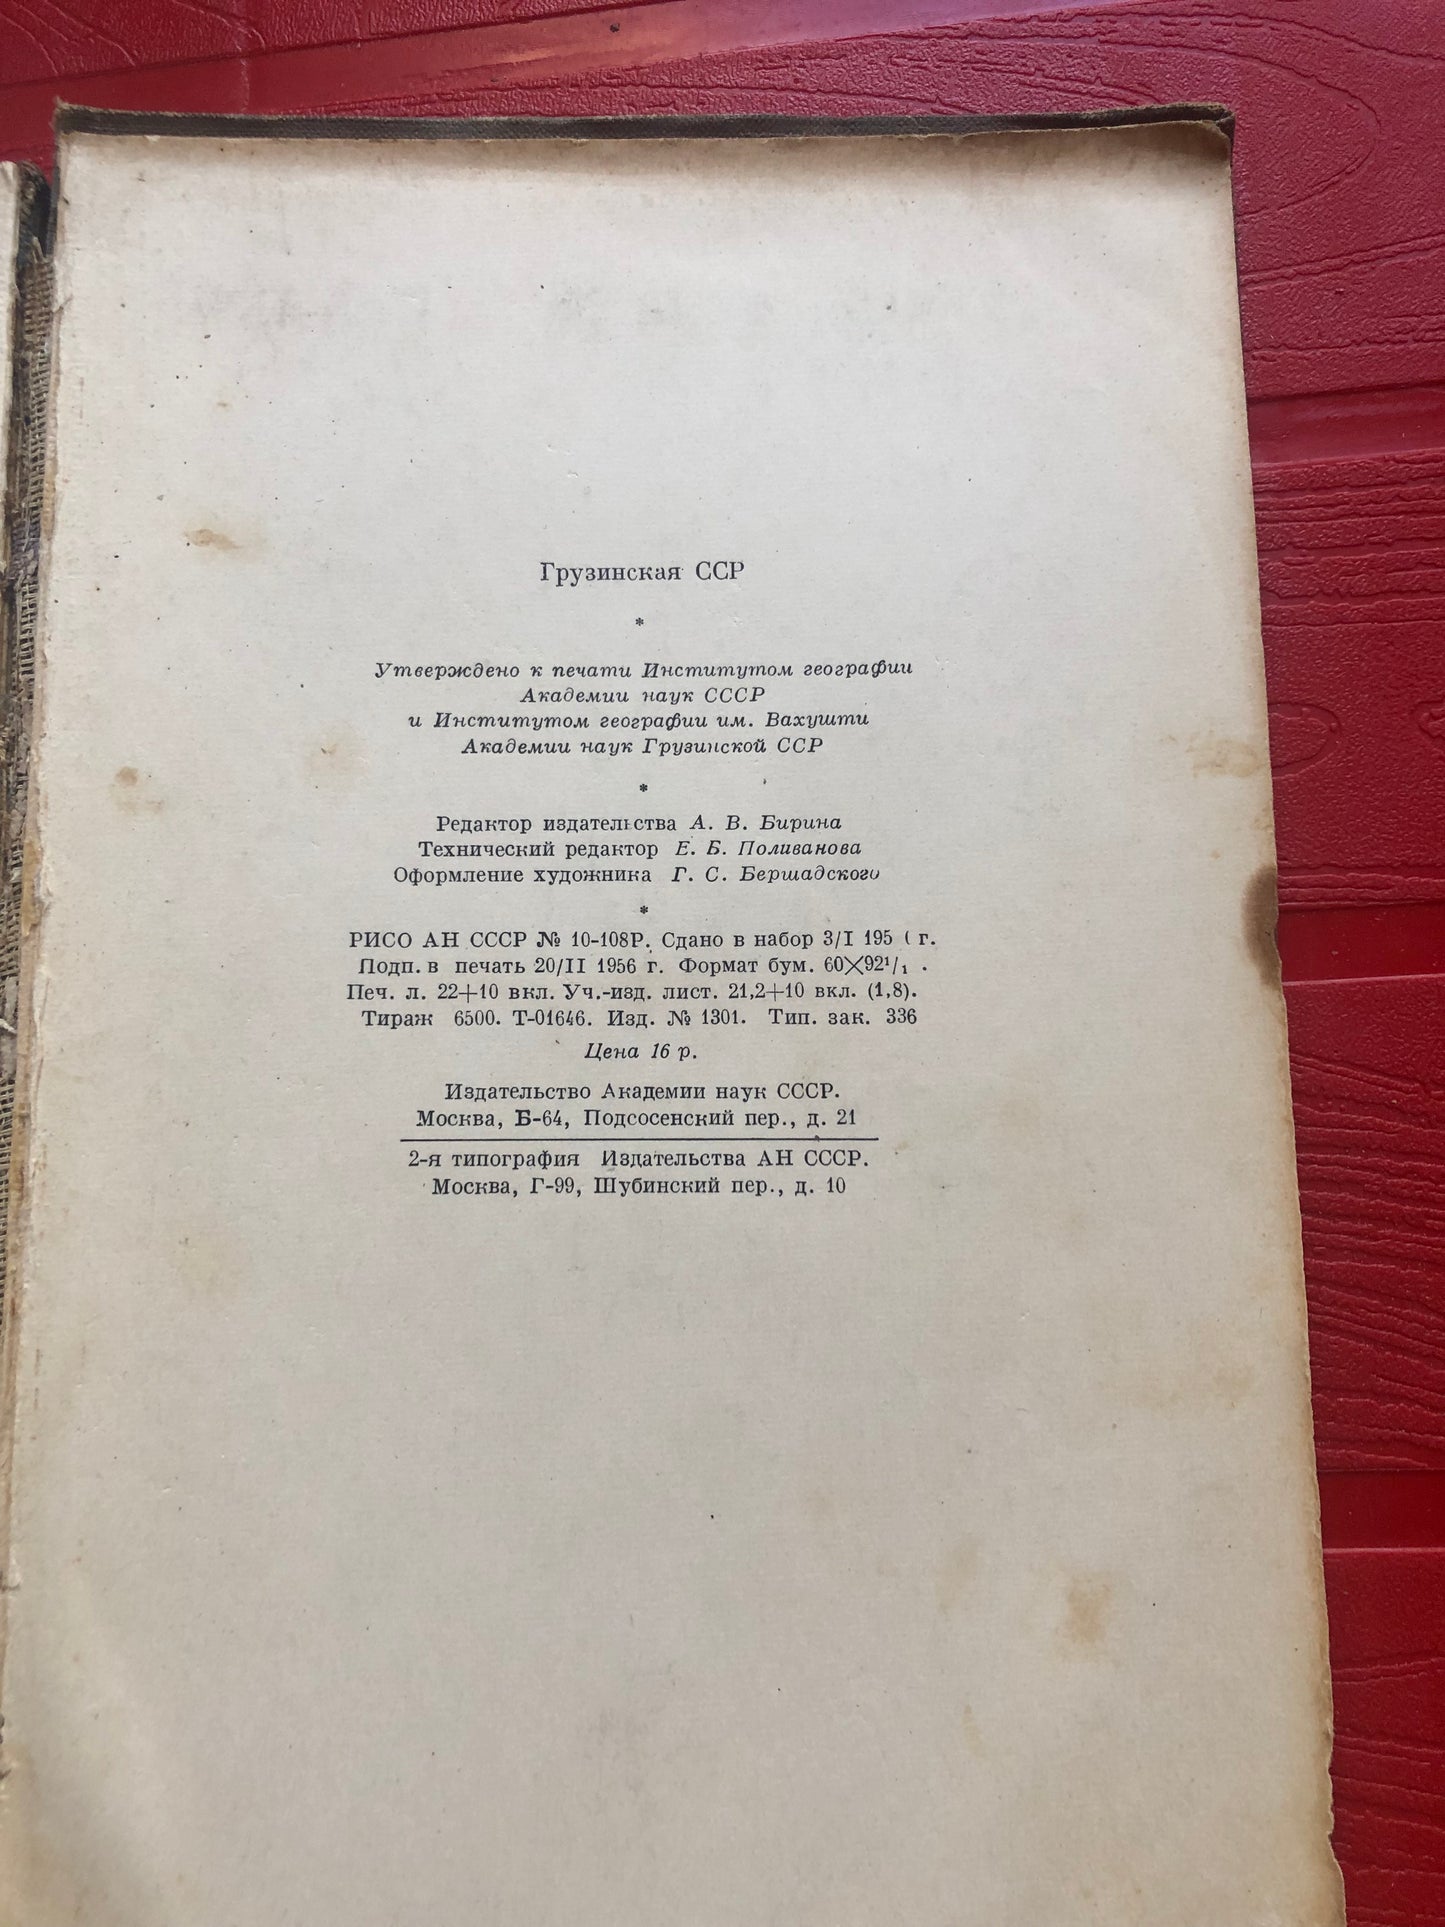 Грузинская ССР
*
Утверждено к печати Институтом географии
Академии наук СССР
и Институтом географии им. Вахушти
Академии наук Грузинской ССР
*
Редактор издательства А. В. Бирина
Технический редактор Е. Б. Поливанова
Оформление художника Г. С. Бершадского
*
РИСО АН СССР № 10-108Р. Сдано в набор 3/I 195 г.
Подп. в печать 20/II 1956 г. Формат бум. 60×92¹/₁ .
Печ. л. 22+10 вкл. Уч.-изд. лист. 21,2+10 вкл. (1,8).
Тираж 6500. Т-01646. Изд. № 1301. Тип. зак. 336
Цена 16 р.
Издательство Академии наук СССР.
Москва, Б-64, Подсосенский пер., д. 21
2-я типография Издательства АН СССР.
Москва, Г-99, Шубинский пер., д. 10